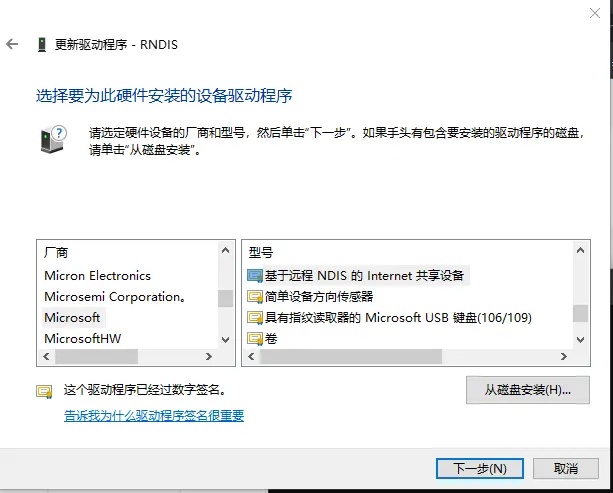 更新驱动程序 - RNDIS
选择要为此硬件安装的设备驱动程序
请选定硬件设备的厂商和型号，然后单击“下一步”。如果手头有包含要安装的驱动程序的磁盘，
请单击“从磁盘安装”。
厂商
Micron Electronics
Microsemi Corporation。
Microsoft
MicrosoftHW
型号
基于远程 NDIS 的 Internet 共享设备
简单设备方向传感器
具有指纹读取器的 Microsoft USB 键盘(106/109)
卷
这个驱动程序已经过数字签名。
从磁盘安装(H)...
告诉我为什么驱动程序签名很重要
下一步(N)
取消